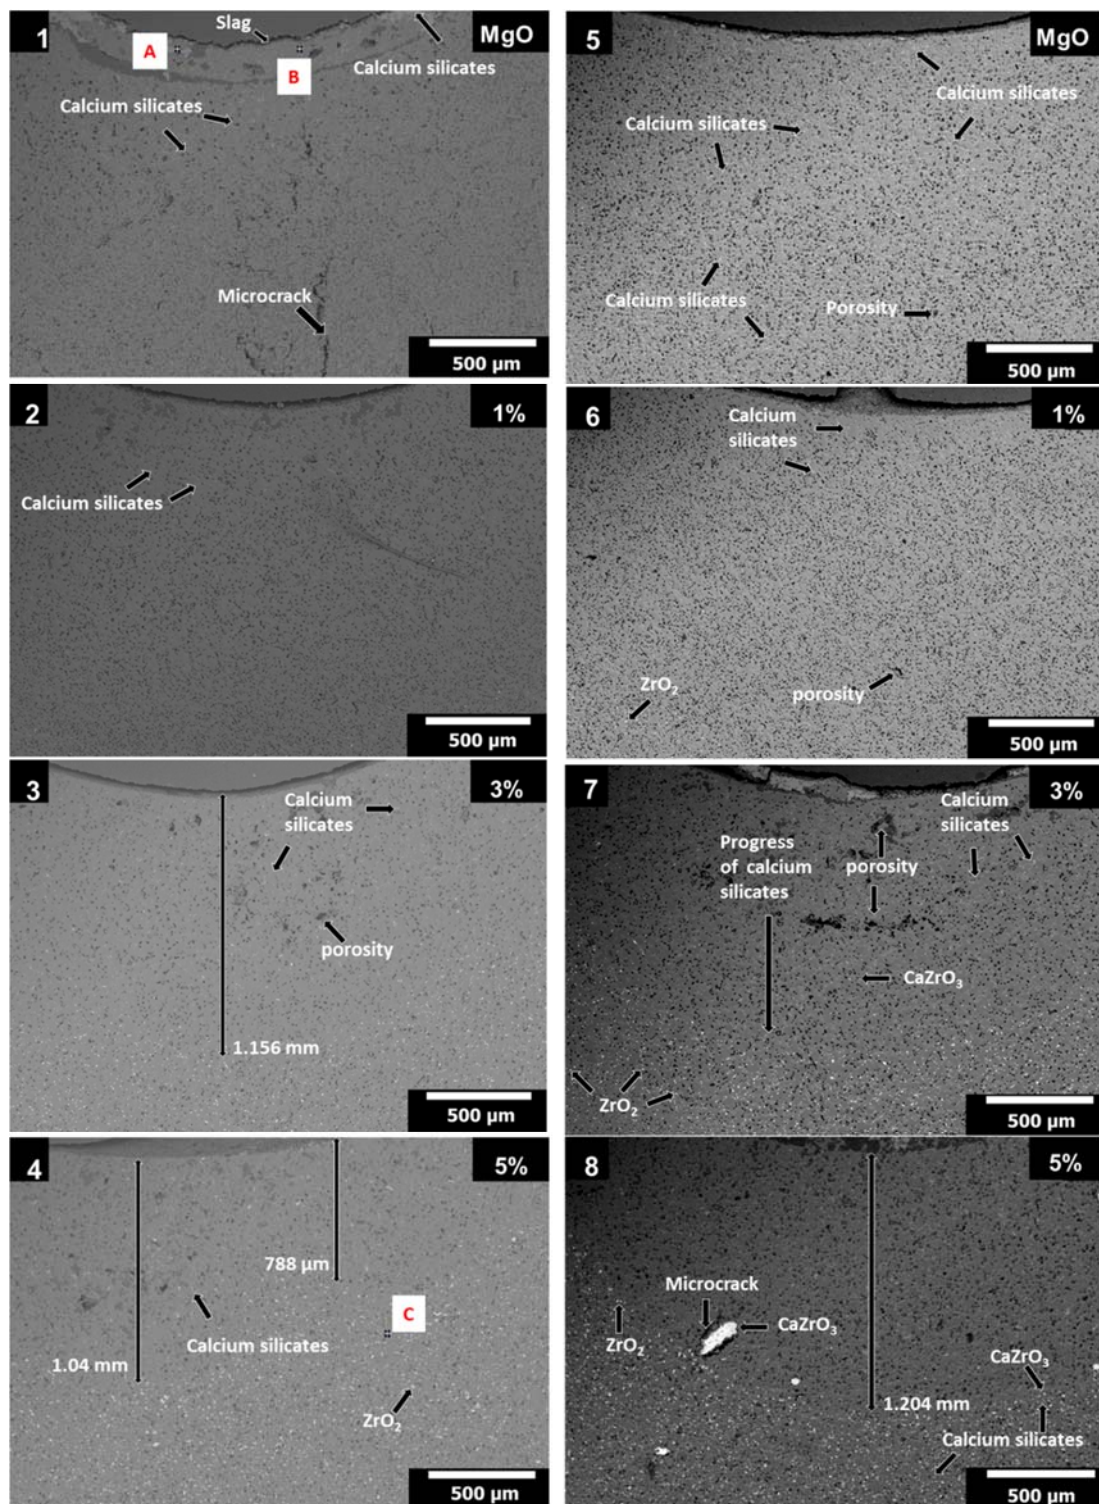 1
Slag
MgO
A
B
Calcium silicates
Calcium silicates
Microcrack
500 µm
5
MgO
Calcium silicates
Calcium silicates
Calcium silicates
Porosity
500 µm
2
1%
Calcium silicates
500 µm
6
1%
Calcium
silicates
ZrO₂
porosity
500 µm
3
3%
Calcium
silicates
porosity
1.156 mm
500 µm
7
3%
Calcium
silicates
Progress
of calcium
silicates
porosity
CaZrO₃
ZrO₂
500 µm
4
5%
788 µm
C
Calcium silicates
1.04 mm
ZrO₂
500 µm
8
5%
Microcrack
CaZrO₃
ZrO₂
CaZrO₃
1.204 mm
Calcium silicates
500 µm